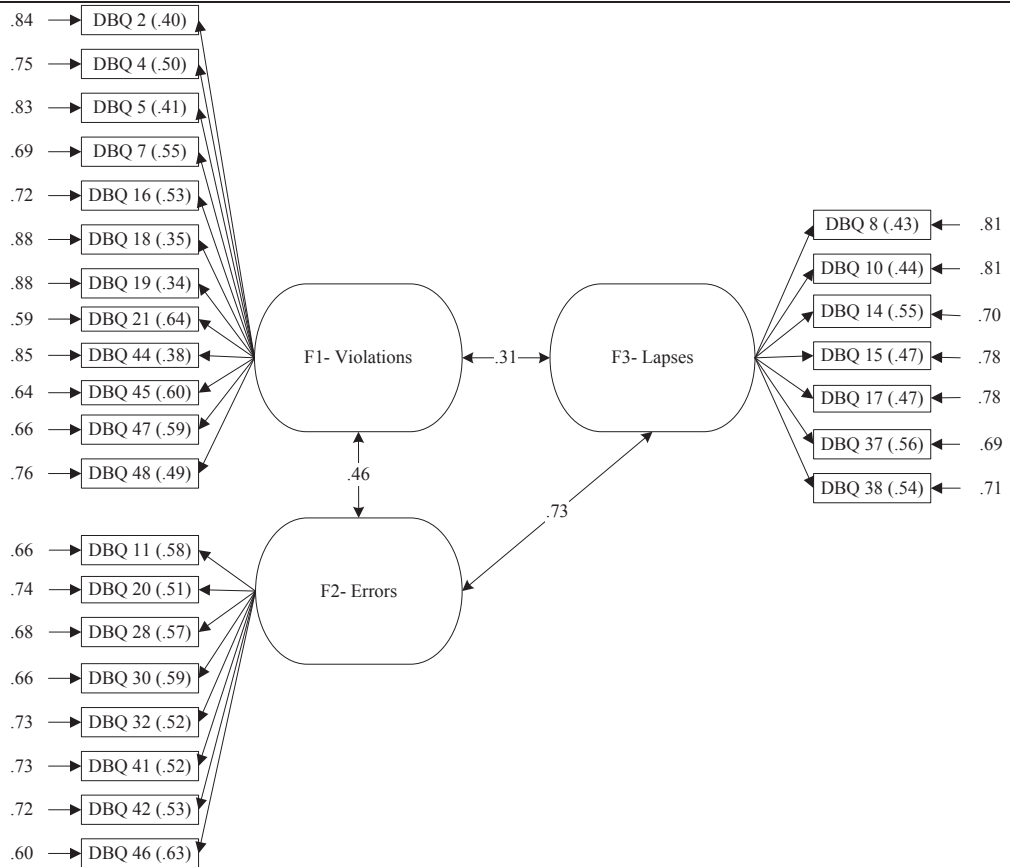 .84 DBQ 2 (.40)
.75 DBQ 4 (.50)
.83 DBQ 5 (.41)
.69 DBQ 7 (.55)
.72 DBQ 16 (.53)
.88 DBQ 18 (.35)
.88 DBQ 19 (.34)
.59 DBQ 21 (.64)
.85 DBQ 44 (.38)
.64 DBQ 45 (.60)
.66 DBQ 47 (.59)
.76 DBQ 48 (.49)
F1- Violations
.31
F3- Lapses
DBQ 8 (.43) .81
DBQ 10 (.44) .81
DBQ 14 (.55) .70
DBQ 15 (.47) .78
DBQ 17 (.47) .78
DBQ 37 (.56) .69
DBQ 38 (.54) .71
.46
.73
.66 DBQ 11 (.58)
.74 DBQ 20 (.51)
.68 DBQ 28 (.57)
.66 DBQ 30 (.59)
.73 DBQ 32 (.52)
.73 DBQ 41 (.52)
.72 DBQ 42 (.53)
.60 DBQ 46 (.63)
F2- Errors